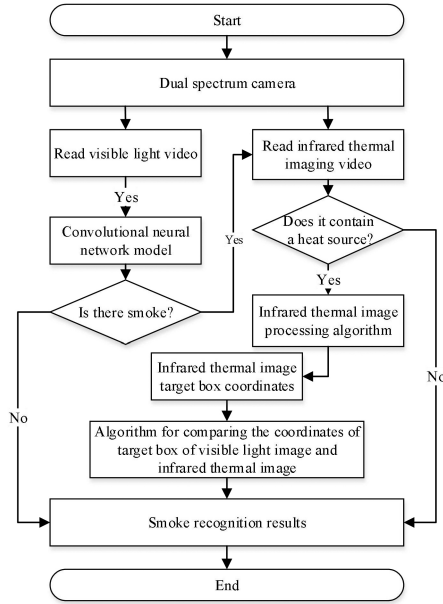 Start
Dual spectrum camera
Read visible light video
Yes
Convolutional neural
network model
Is there smoke?
Yes
Read infrared thermal
imaging video
Does it contain
a heat source?
Yes
Infrared thermal image
processing algorithm
Infrared thermal image
target box coordinates
No
No
Algorithm for comparing the coordinates of
target box of visible light image and
infrared thermal image
Smoke recognition results
End